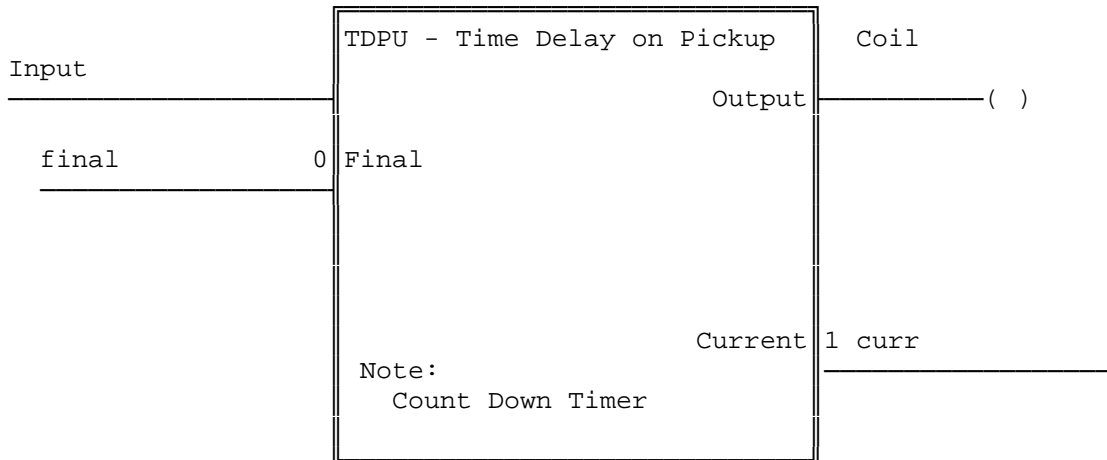 TDPU - Time Delay on Pickup Coil
Input
Output ( )
final 0 Final
Current 1 curr
Note:
Count Down Timer